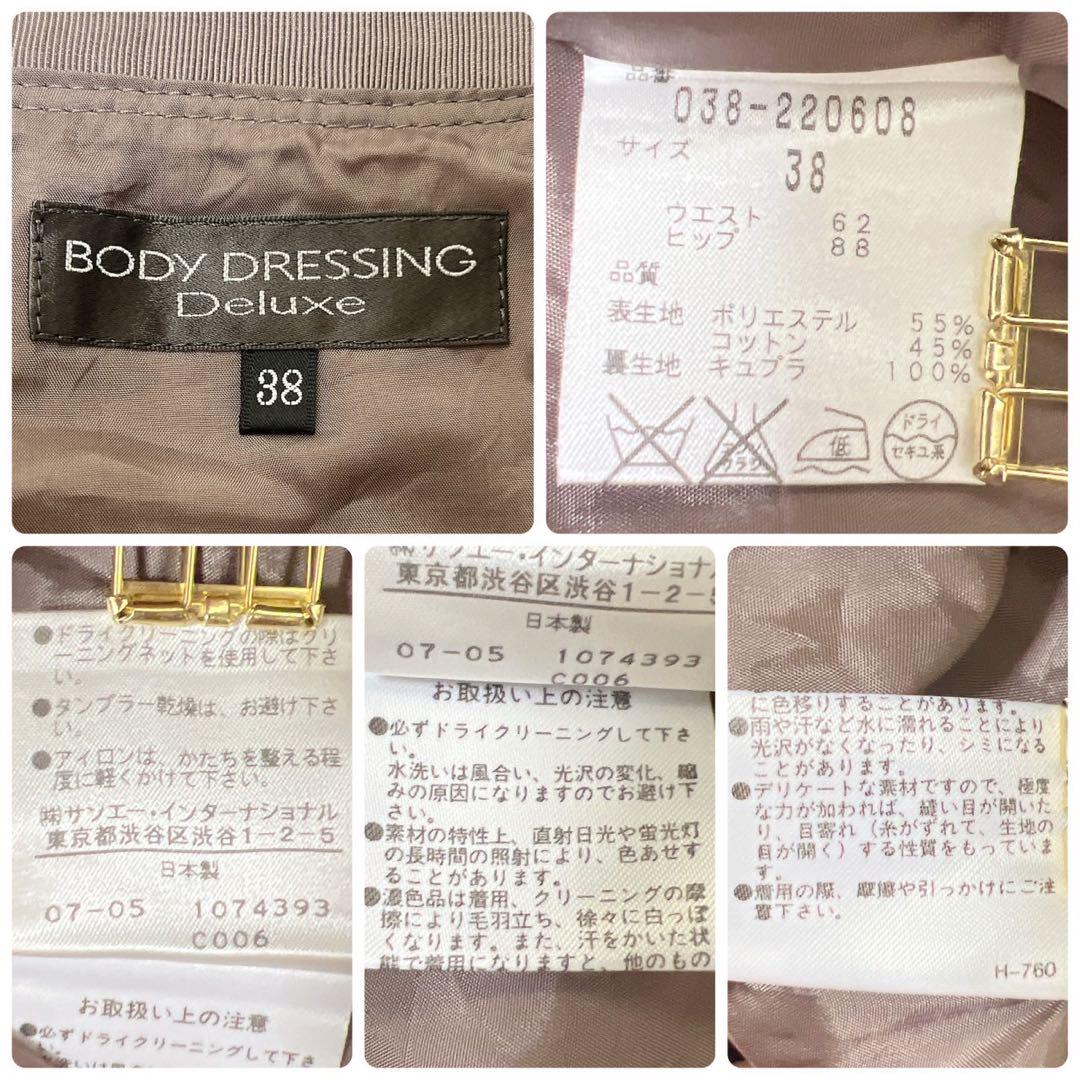 BODY DRESSING
Deluxe
38
品番
038-220608
サイズ
38
ウエスト 62
ヒップ 88
品質
表生地 ポリエステル 55%
コットン 45%
裏生地 キュプラ 100%
低
ドライ
セキユ系
●ドライクリーニングの際はクリ
ーニングネットを使用して下さ
い。
●タンブラー乾燥は、お避け下さ
い。
●アイロンは、かたちを整える程
度に軽くかけて下さい。
㈱サンエー・インターナショナル
東京都渋谷区渋谷1-2-5
日本製
07-05 1074393
C006
お取扱い上の注意
●必ずドライクリーニングして下さ
い。
㈱サンエー・インターナショナル
東京都渋谷区渋谷1-2-5
日本製
07-05 1074393
C006
お取扱い上の注意
●必ずドライクリーニングして下さ
い。
水洗いは風合い、光沢の変化、縮
みの原因になりますのでお避け下
さい。
●素材の特性上、直射日光や蛍光灯
の長時間の照射により、色あせす
ることがあります。
●濃色品は着用、クリーニングの摩
擦により毛羽立ち、徐々に白っぽ
くなります。また、汗をかいた状
態で着用になりますと、他のもの
に色移りすることがあります。
●雨や汗など水に濡れることにより
光沢がなくなったり、シミになる
ことがあります。
●デリケートな素材ですので、極度
な力が加われば、縫い目が開いた
り、目寄れ（糸がずれて、生地の
目が開く）する性質をもっていま
す。
●着用の際、摩擦や引っかけにご注
意下さい。
H-760